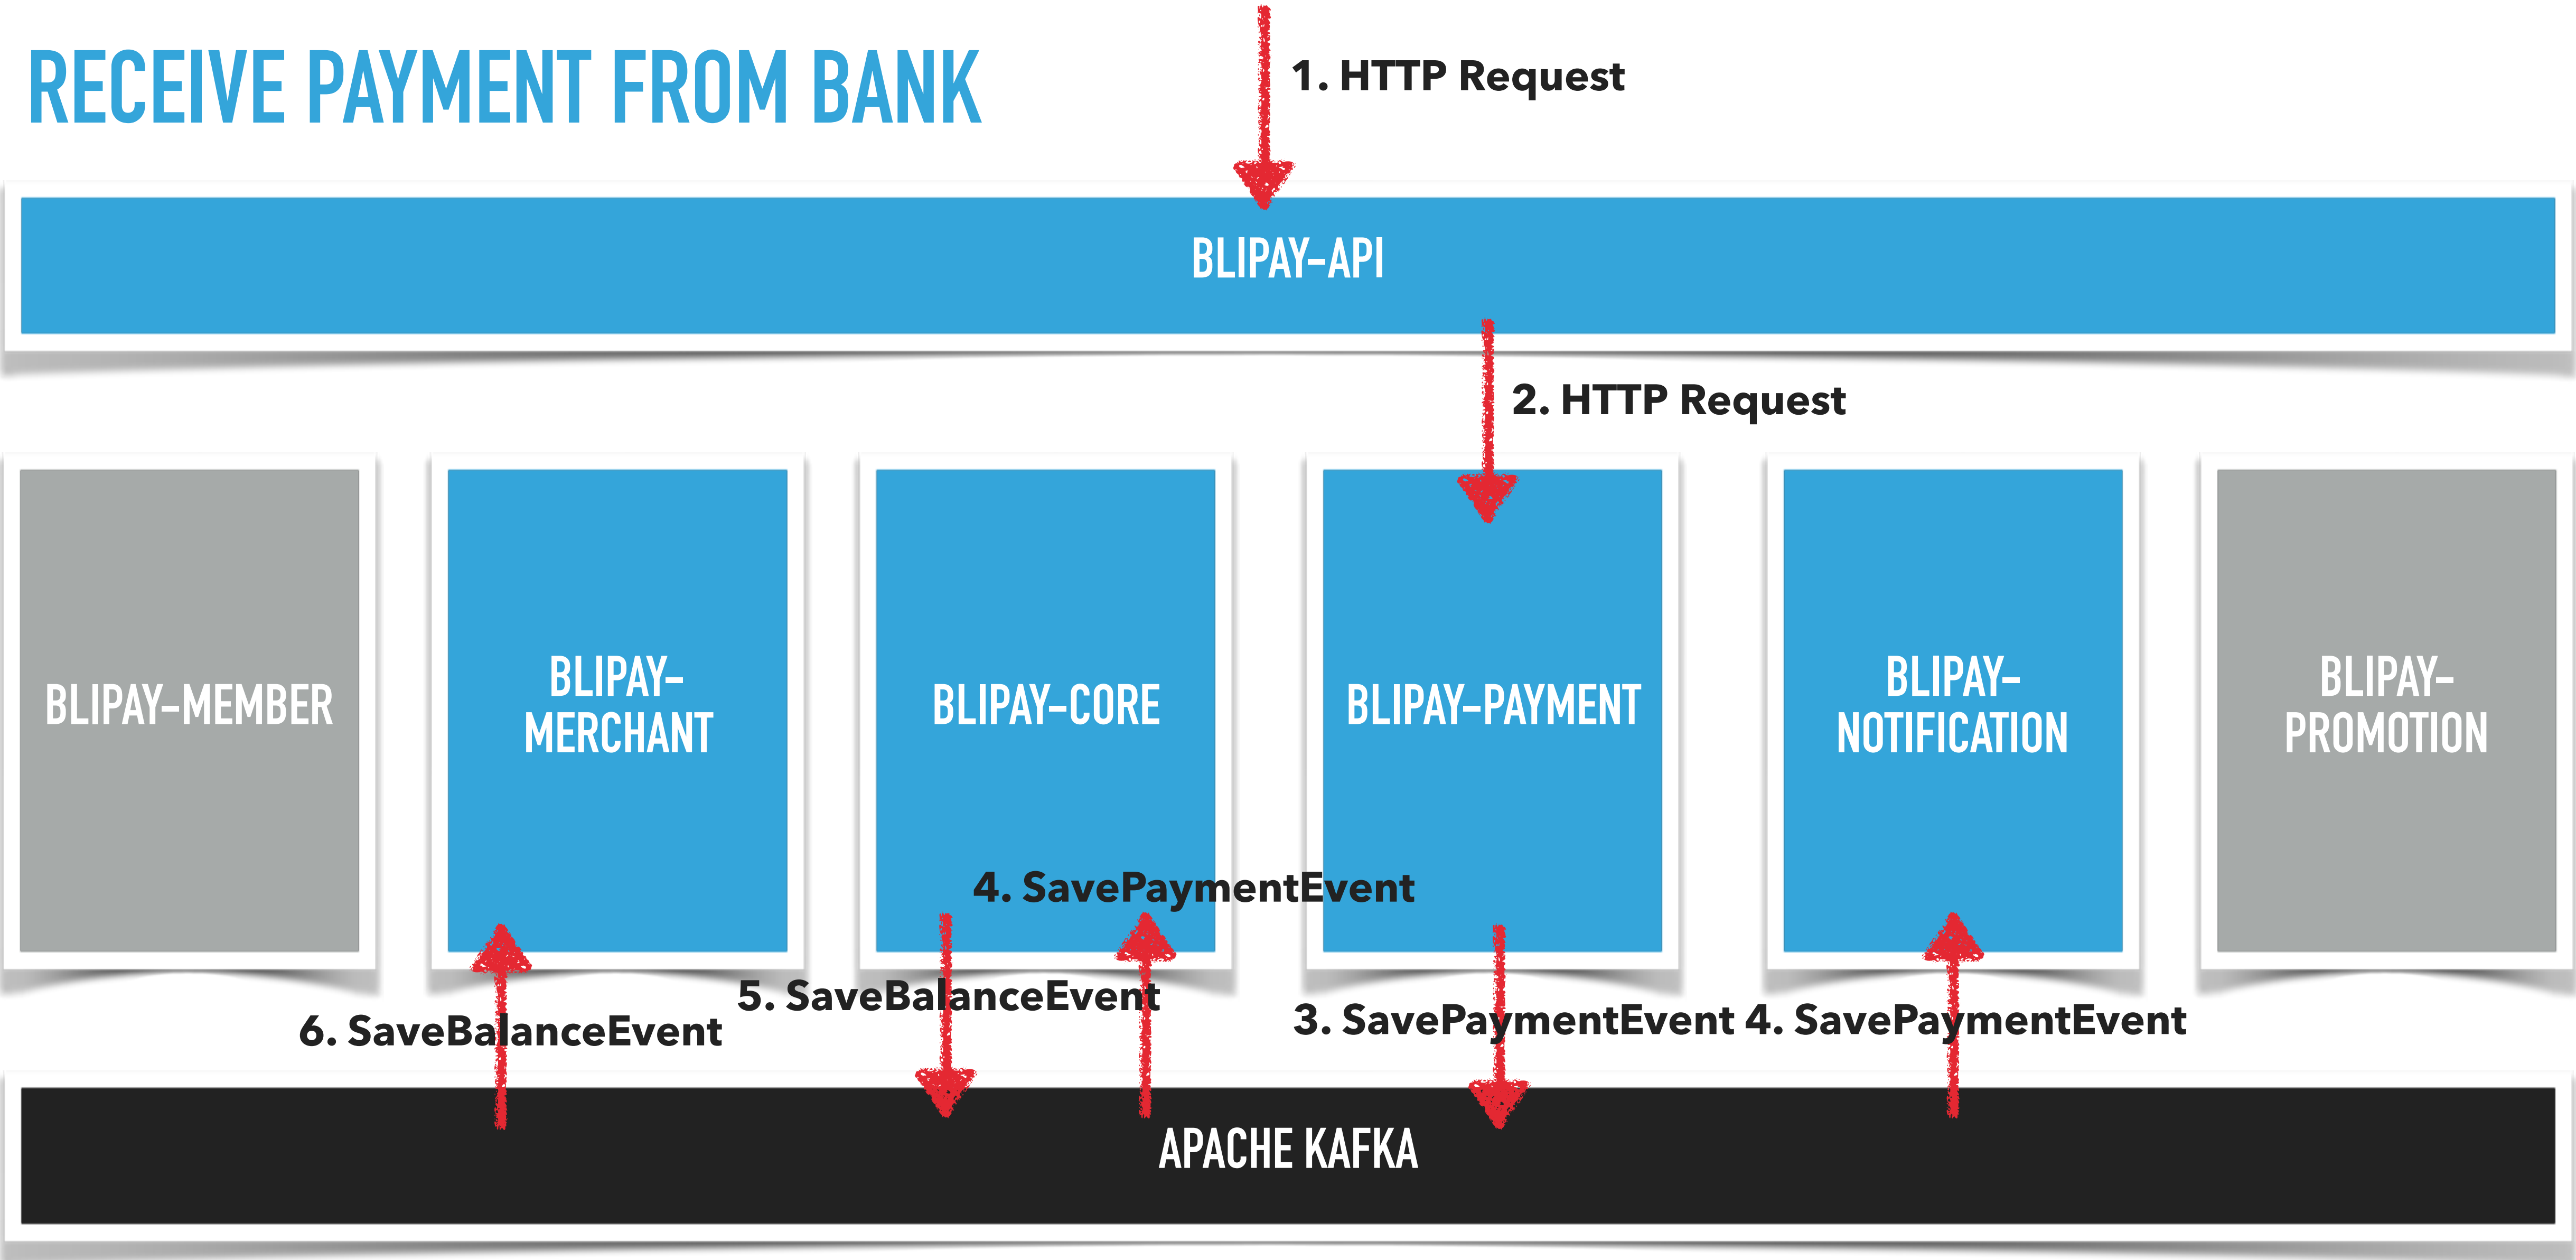 RECEIVE PAYMENT FROM BANK
1. HTTP Request
BLIPAY-API
2. HTTP Request
BLIPAY-MEMBER
BLIPAY-
MERCHANT
BLIPAY-CORE
BLIPAY-PAYMENT
BLIPAY-
NOTIFICATION
BLIPAY-
PROMOTION
4. SavePaymentEvent
5. SaveBalanceEvent
6. SaveBalanceEvent
3. SavePaymentEvent
4. SavePaymentEvent
APACHE KAFKA